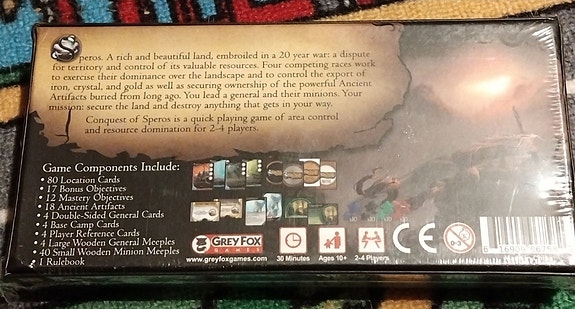 Speros. A rich and beautiful land, embroiled in a 20 year war: a dispute
for territory and control of its valuable resources. Four competing races work
to exercise their dominance over the landscape and to control the export of
iron, crystal, and gold as well as securing ownership of the powerful Ancient
Artifacts buried from long ago. You lead a general and their minions. Your
mission: secure the land and destroy anything that gets in your way.
Conquest of Speros is a quick playing game of area control
and resource domination for 2-4 players.
Game Components Include:
• 80 Location Cards
• 17 Bonus Objectives
• 12 Mastery Objectives
• 18 Ancient Artifacts
• 4 Double-Sided General Cards
• 4 Base Camp Cards
• 4 Player Reference Cards
• 4 Large Wooden General Meeples
• 40 Small Wooden Minion Meeples
• 1 Rulebook
GREY FOX
GAMES
www.greyfoxgames.com
30 Minutes
Ages 10+
2-4 Players
CE
0-3